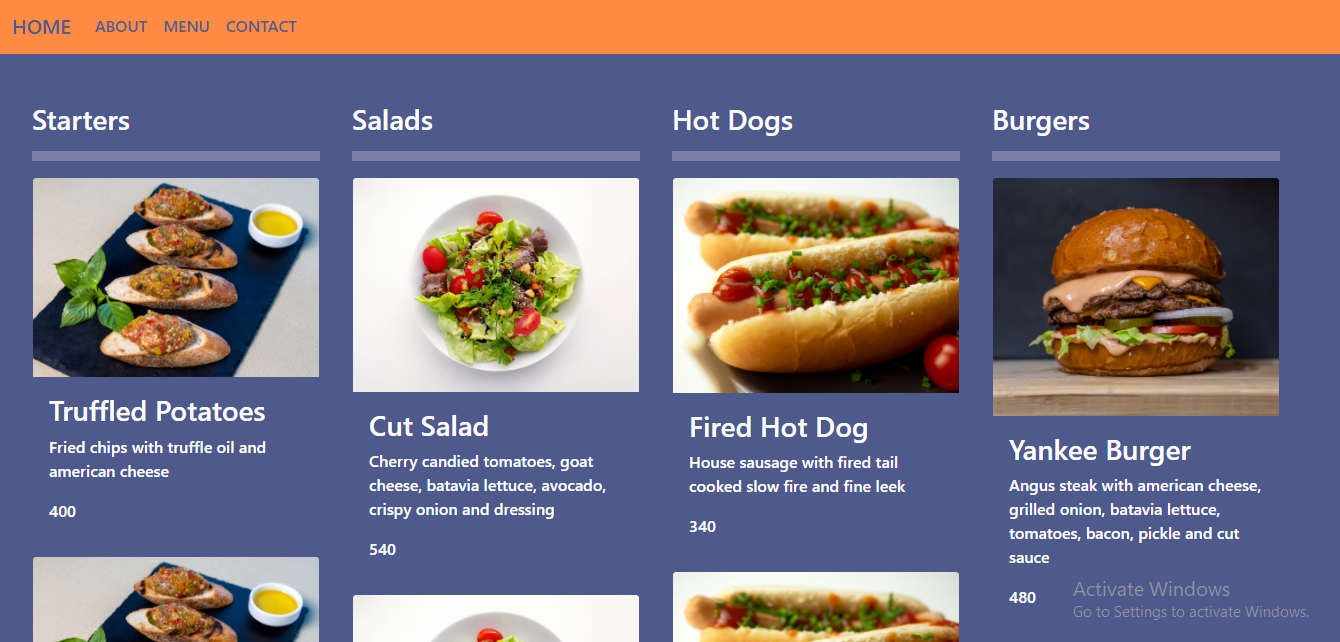 HOME ABOUT MENU CONTACT
Starters
Truffled Potatoes
Fried chips with truffle oil and
american cheese
400
Salads
Cut Salad
Cherry candied tomatoes, goat
cheese, batavia lettuce, avocado,
crispy onion and dressing
540
Hot Dogs
Fired Hot Dog
House sausage with fired tail
cooked slow fire and fine leek
340
Burgers
Yankee Burger
Angus steak with american cheese,
grilled onion, batavia lettuce,
tomatoes, bacon, pickle and cut
sauce
480
Activate Windows
Go to Settings to activate Windows.